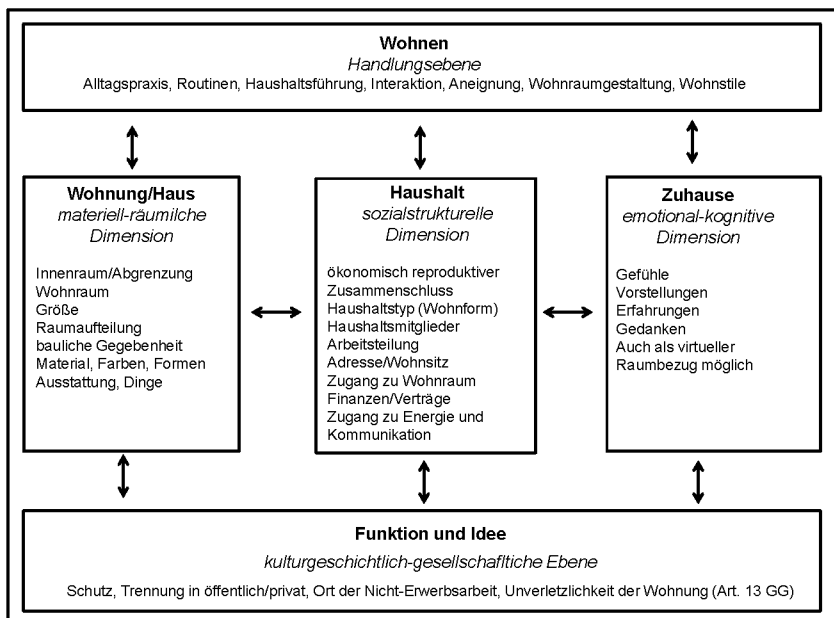 Wohnen
Handlungsebene
Alltagspraxis, Routinen, Haushaltsführung, Interaktion, Aneignung, Wohnraumgestaltung, Wohnstile
Wohnung/Haus
materiell-räumilche
Dimension
Innenraum/Abgrenzung
Wohnraum
Größe
Raumaufteilung
bauliche Gegebenheit
Material, Farben, Formen
Ausstattung, Dinge
Haushalt
sozialstrukturelle
Dimension
ökonomisch reproduktiver
Zusammenschluss
Haushaltstyp (Wohnform)
Haushaltsmitglieder
Arbeitsteilung
Adresse/Wohnsitz
Zugang zu Wohnraum
Finanzen/Verträge
Zugang zu Energie und
Kommunikation
Zuhause
emotional-kognitive
Dimension
Gefühle
Vorstellungen
Erfahrungen
Gedanken
Auch als virtueller
Raumbezug möglich
Funktion und Idee
kulturgeschichtlich-gesellschafltiche Ebene
Schutz, Trennung in öffentlich/privat, Ort der Nicht-Erwerbsarbeit, Unverletzlichkeit der Wohnung (Art. 13 GG)